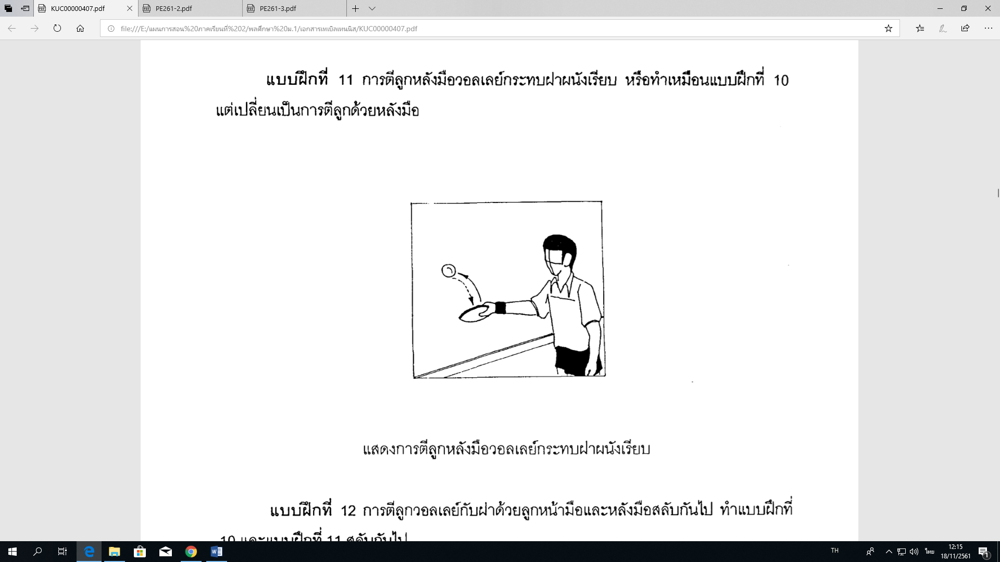 KUC00000407.pdf
PE261-2.pdf
PE261-3.pdf
file:///E:/แผนการสอน%20ภาคเรียนที่%202/พลศึกษา%20ม.1/เอกสารเทเบิลเทนนิส/KUC00000407.pdf
แบบฝึกที่ 11 การตีลูกหลังมือวอลเลย์กระทบฝาผนังเรียบ หรือทำเหมือนแบบฝึกที่ 10
แต่เปลี่ยนเป็นการตีลูกด้วยหลังมือ
แสดงการตีลูกหลังมือวอลเลย์กระทบฝาผนังเรียบ
แบบฝึกที่ 12 การตีลูกวอลเลย์กับฝาด้วยลูกหน้ามือและหลังมือสลับกันไป ทำแบบฝึกที่
10 และแบบฝึกที่ 11 สลับกันไป
TH
ไทย
12:15
18/11/2561
1